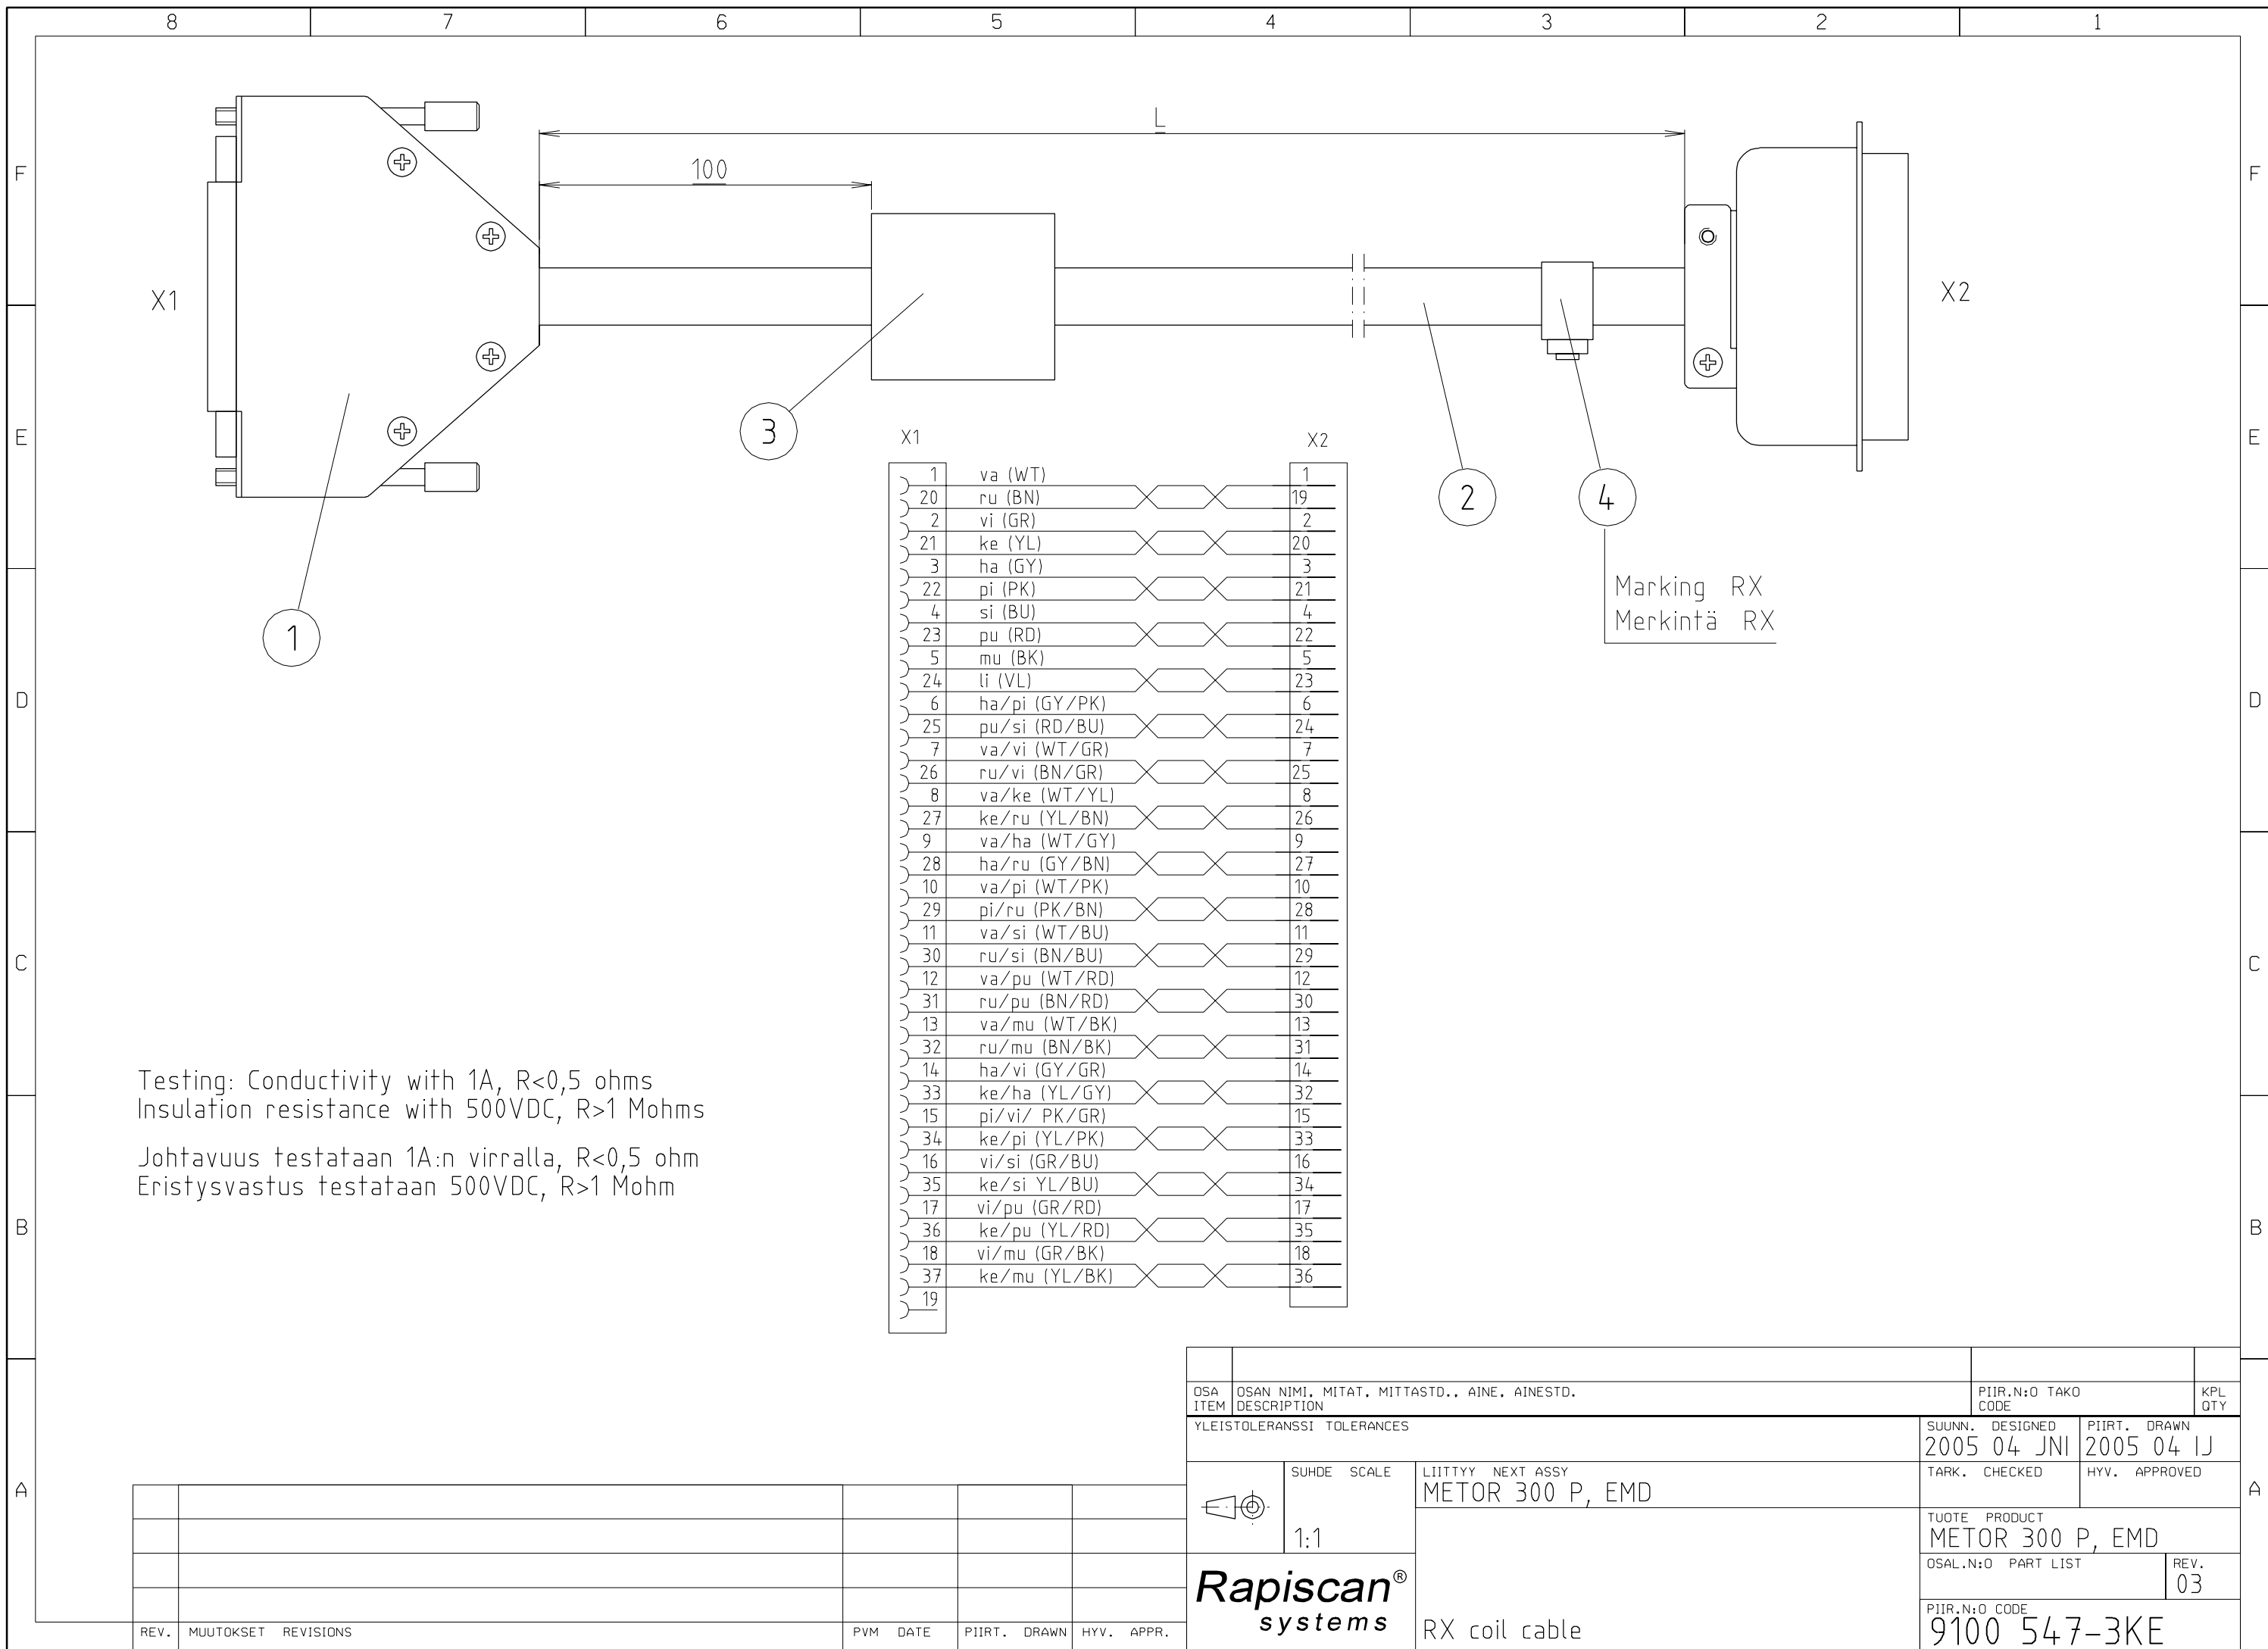 8 7 6 5 4 3 2 1
F F
E E
D D
C C
B B
A A
L
100
X1
X2
3
2
4
1
Marking RX
Merkintä RX
X1 X2
1 va (WT) 1
20 ru (BN) 19
2 vi (GR) 2
21 ke (YL) 20
3 ha (GY) 3
22 pi (PK) 21
4 si (BU) 4
23 pu (RD) 22
5 mu (BK) 5
24 li (VL) 23
6 ha/pi (GY/PK) 6
25 pu/si (RD/BU) 24
7 va/vi (WT/GR) 7
26 ru/vi (BN/GR) 25
8 va/ke (WT/YL) 8
27 ke/ru (YL/BN) 26
9 va/ha (WT/GY) 9
28 ha/ru (GY/BN) 27
10 va/pi (WT/PK) 10
29 pi/ru (PK/BN) 28
11 va/si (WT/BU) 11
30 ru/si (BN/BU) 29
12 va/pu (WT/RD) 12
31 ru/pu (BN/RD) 30
13 va/mu (WT/BK) 13
32 ru/mu (BN/BK) 31
14 ha/vi (GY/GR) 14
33 ke/ha (YL/GY) 32
15 pi/vi/ PK/GR) 15
34 ke/pi (YL/PK) 33
16 vi/si (GR/BU) 16
35 ke/si YL/BU) 34
17 vi/pu (GR/RD) 17
36 ke/pu (YL/RD) 35
18 vi/mu (GR/BK) 18
37 ke/mu (YL/BK) 36
19
Testing: Conductivity with 1A, R<0,5 ohms
Insulation resistance with 500VDC, R>1 Mohms
Johtavuus testataan 1A:n virralla, R<0,5 ohm
Eristysvastus testataan 500VDC, R>1 Mohm
OSA OSAN NIMI, MITAT, MITTASTD., AINE, AINESTD. PIIR.N:O TAKO KPL
ITEM DESCRIPTION CODE QTY
YLEISTOLERANSSI TOLERANCES
SUUNN. DESIGNED PIIRT. DRAWN
2005 04 JNI 2005 04 IJ
SUHDE SCALE
1:1
LIITTYY NEXT ASSY
METOR 300 P, EMD
TARK. CHECKED HYV. APPROVED
TUOTE PRODUCT
METOR 300 P, EMD
OSAL.N:O PART LIST REV.
03
Rapiscan®
systems
RX coil cable
PIIR.N:O CODE
9100 547-3KE
REV. MUUTOKSET REVISIONS PVM DATE PIIRT. DRAWN HYV. APPR.